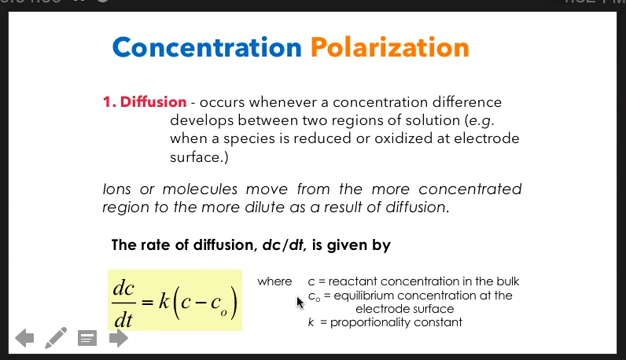 Concentration Polarization
1. Diffusion - occurs whenever a concentration difference
develops between two regions of solution (e.g.
when a species is reduced or oxidized at electrode
surface.)
Ions or molecules move from the more concentrated
region to the more dilute as a result of diffusion.
The rate of diffusion, dc/dt, is given by
dc/dt = k(c − c₀)
where c = reactant concentration in the bulk
c₀ = equilibrium concentration at the
electrode surface
k = proportionality constant